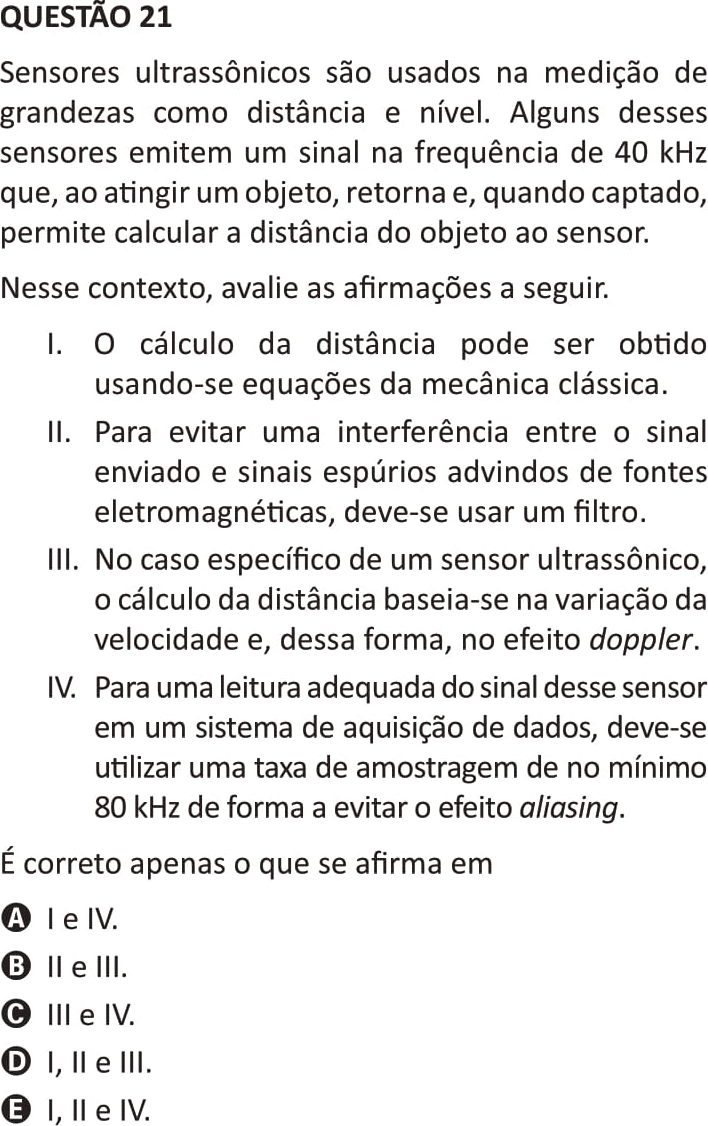 QUESTÃO 21
Sensores ultrassônicos são usados na medição de
grandezas como distância e nível. Alguns desses
sensores emitem um sinal na frequência de 40 kHz
que, ao atingir um objeto, retorna e, quando captado,
permite calcular a distância do objeto ao sensor.
Nesse contexto, avalie as afirmações a seguir.
I. O cálculo da distância pode ser obtido
usando-se equações da mecânica clássica.
II. Para evitar uma interferência entre o sinal
enviado e sinais espúrios advindos de fontes
eletromagnéticas, deve-se usar um filtro.
III. No caso específico de um sensor ultrassônico,
o cálculo da distância baseia-se na variação da
velocidade e, dessa forma, no efeito doppler.
IV. Para uma leitura adequada do sinal desse sensor
em um sistema de aquisição de dados, deve-se
utilizar uma taxa de amostragem de no mínimo
80 kHz de forma a evitar o efeito aliasing.
É correto apenas o que se afirma em
A I e IV.
B II e III.
C III e IV.
D I, II e III.
E I, II e IV.